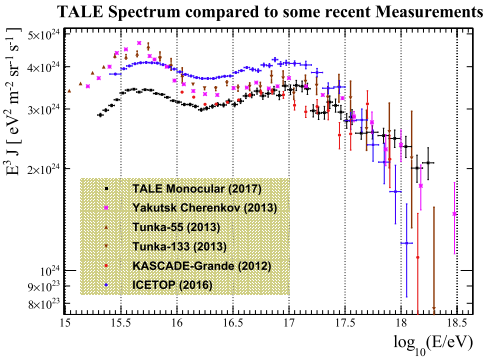 TALE Spectrum compared to some recent Measurements
E³ J [ eV² m⁻² sr⁻¹ s⁻¹ ]
5×10²⁴
4×10²⁴
3×10²⁴
2×10²⁴
1×10²⁴
9×10²³
8×10²³
TALE Monocular (2017)
Yakutsk Cherenkov (2013)
Tunka-55 (2013)
Tunka-133 (2013)
KASCADE-Grande (2012)
ICETOP (2016)
15 15.5 16 16.5 17 17.5 18 18.5
log₁₀(E/eV)